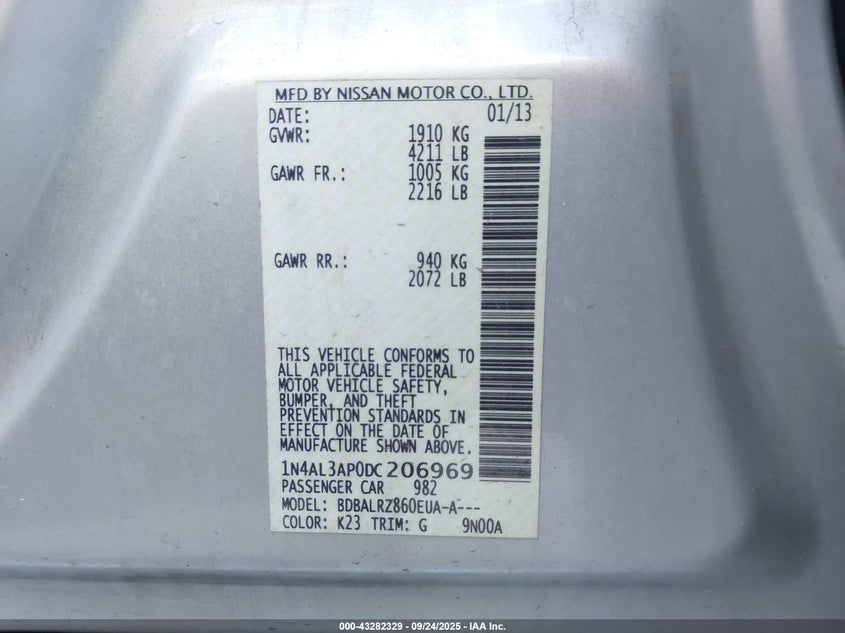 MFD BY NISSAN MOTOR CO., LTD.
DATE: 01/13
GVWR: 1910 KG
4211 LB
GAWR FR.: 1005 KG
2216 LB
GAWR RR.: 940 KG
2072 LB
THIS VEHICLE CONFORMS TO
ALL APPLICABLE FEDERAL
MOTOR VEHICLE SAFETY,
BUMPER, AND THEFT
PREVENTION STANDARDS IN
EFFECT ON THE DATE OF
MANUFACTURE SHOWN ABOVE.
1N4AL3AP0DC206969
PASSENGER CAR 982
MODEL: BDBALRZ860EUA-A---
COLOR: K23 TRIM: G 9N00A
000-43282329 - 09/24/2025 - IAA Inc.